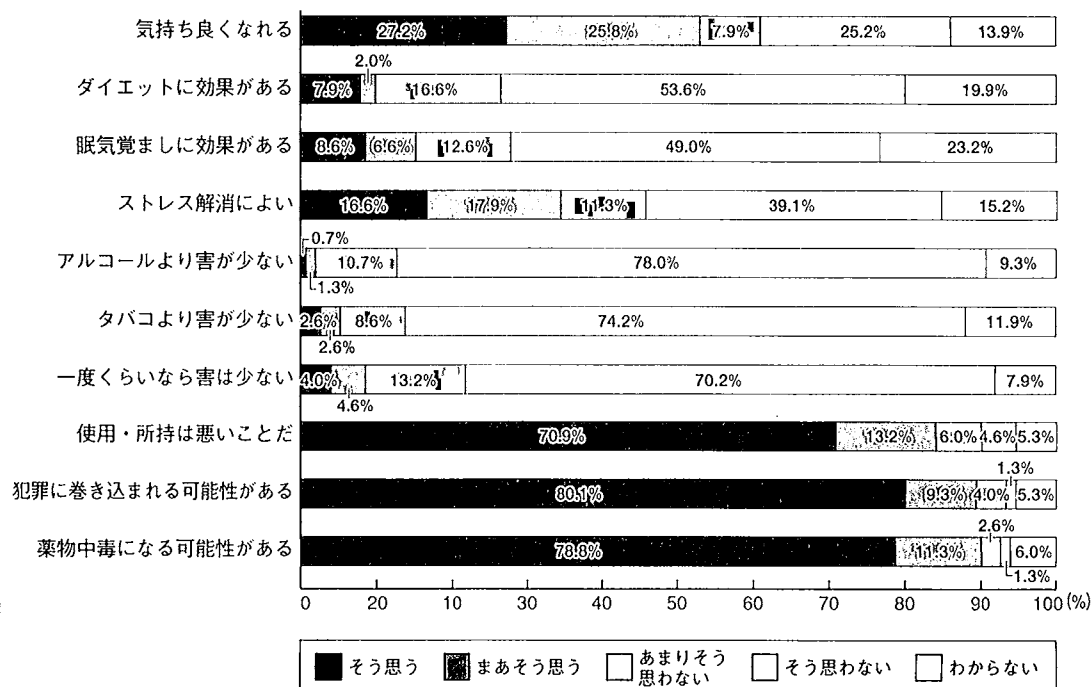 気持ち良くなれる 27.2% 25.8% 7.9% 25.2% 13.9%
2.0%
ダイエットに効果がある 7.9% 16.6% 53.6% 19.9%
眠気覚ましに効果がある 8.6% 6.6% 12.6% 49.0% 23.2%
ストレス解消によい 16.6% 17.9% 11.3% 39.1% 15.2%
0.7%
アルコールより害が少ない 10.7% 78.0% 9.3%
1.3%
タバコより害が少ない 2.6% 8.6% 74.2% 11.9%
2.6%
一度くらいなら害は少ない 4.0% 13.2% 70.2% 7.9%
4.6%
使用・所持は悪いことだ 70.9% 13.2% 6.0% 4.6% 5.3%
1.3%
犯罪に巻き込まれる可能性がある 80.1% 9.3% 4.0% 5.3%
2.6%
薬物中毒になる可能性がある 78.8% 11.3% 6.0%
1.3%
0 20 10 30 40 50 60 70 80 90 100 (%)
そう思う まあそう思う あまりそう思わない そう思わない わからない